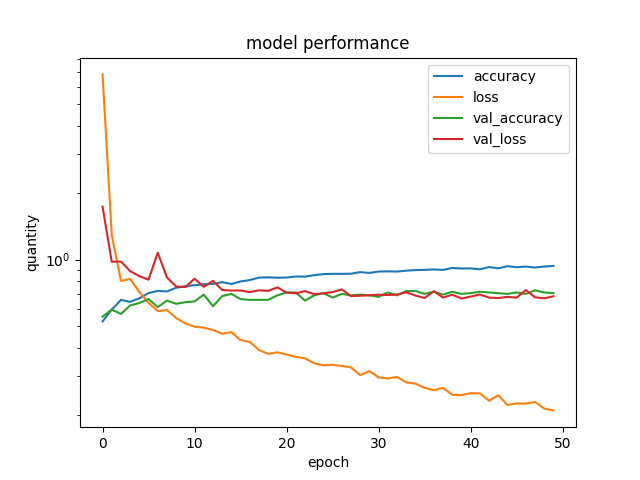 model performance
accuracy
loss
val_accuracy
val_loss
quantity
10⁰
0 10 20 30 40 50
epoch